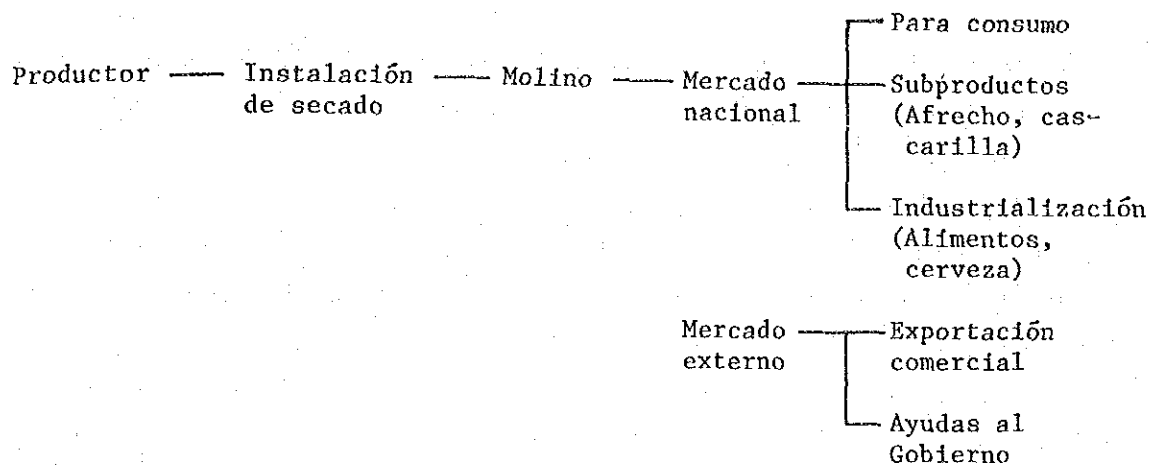 Para consumo
Productor — Instalación de secado — Molino — Mercado nacional
Subproductos
(Afrecho, cas-
carilla)
Industrialización
(Alimentos,
cerveza)
Mercado externo
Exportación
comercial
Ayudas al
Gobierno